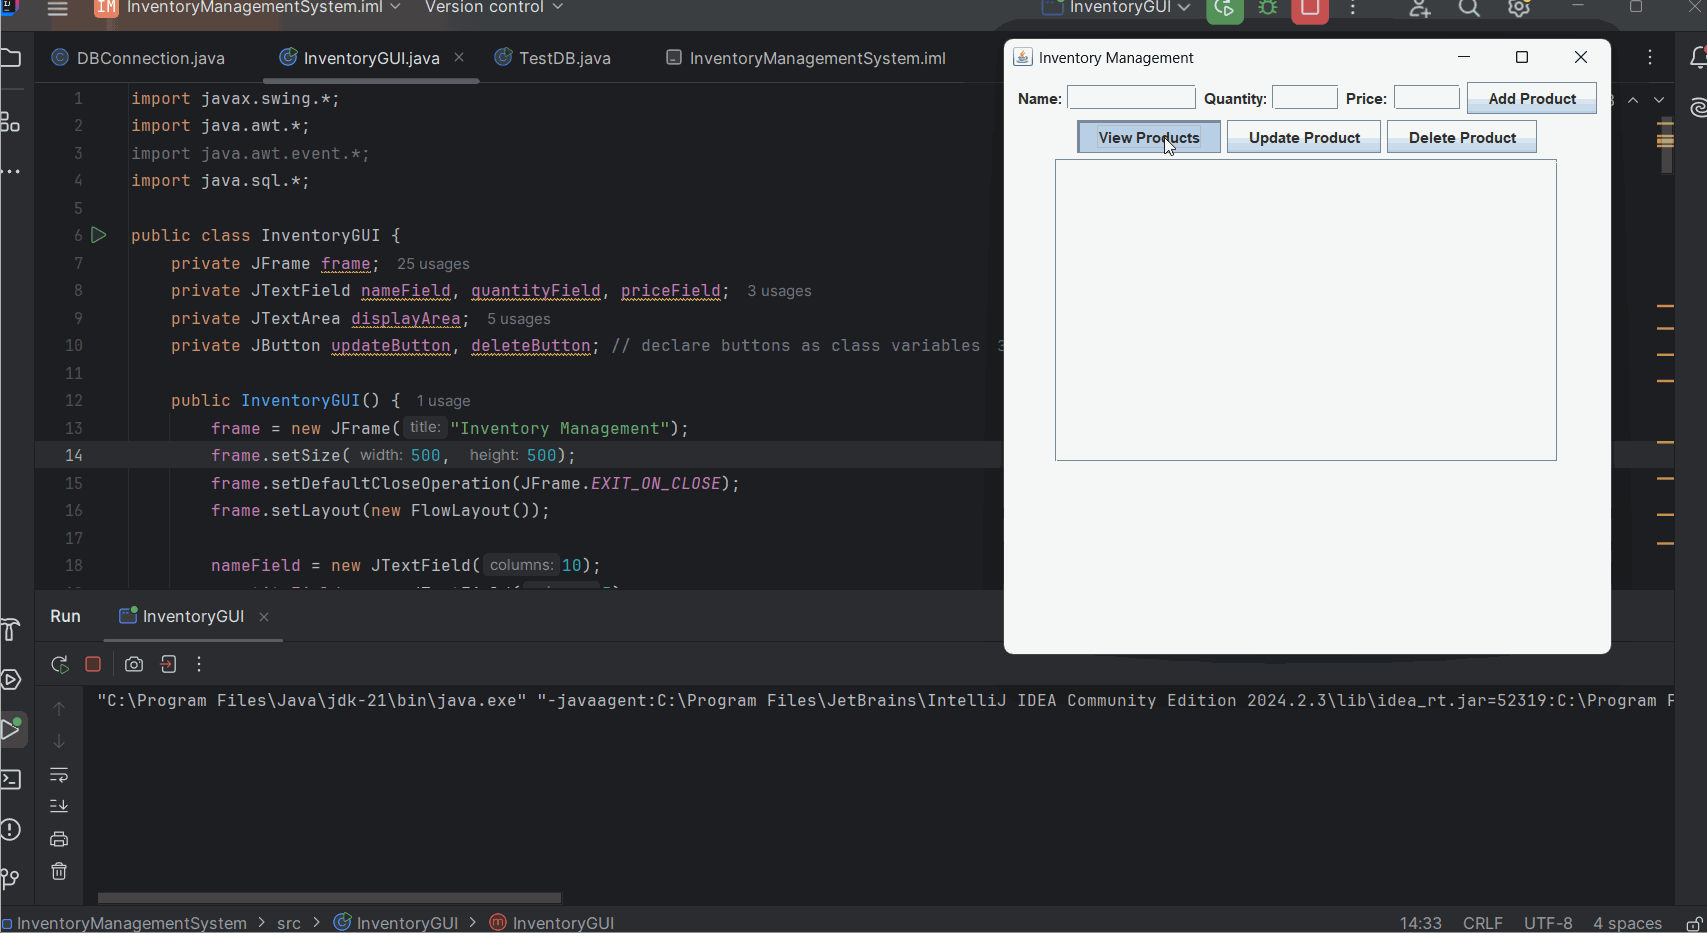 IM InventoryManagementSystem.iml Version control InventoryGUI
DBConnection.java InventoryGUI.java TestDB.java InventoryManagementSystem.iml
1 import javax.swing.*;
2 import java.awt.*;
3 import java.awt.event.*;
4 import java.sql.*;
5
6 public class InventoryGUI {
7 private JFrame frame; 25 usages
8 private JTextField nameField, quantityField, priceField; 3 usages
9 private JTextArea displayArea; 5 usages
10 private JButton updateButton, deleteButton; // declare buttons as class variables 3
11
12 public InventoryGUI() { 1 usage
13 frame = new JFrame( title: "Inventory Management");
14 frame.setSize( width: 500, height: 500);
15 frame.setDefaultCloseOperation(JFrame.EXIT_ON_CLOSE);
16 frame.setLayout(new FlowLayout());
17
18 nameField = new JTextField( columns: 10);
Inventory Management
Name: Quantity: Price: Add Product
View Products Update Product Delete Product
Run InventoryGUI
"C:\Program Files\Java\jdk-21\bin\java.exe" "-javaagent:C:\Program Files\JetBrains\IntelliJ IDEA Community Edition 2024.2.3\lib\idea_rt.jar=52319:C:\Program F
InventoryManagementSystem > src > InventoryGUI > InventoryGUI 14:33 CRLF UTF-8 4 spaces